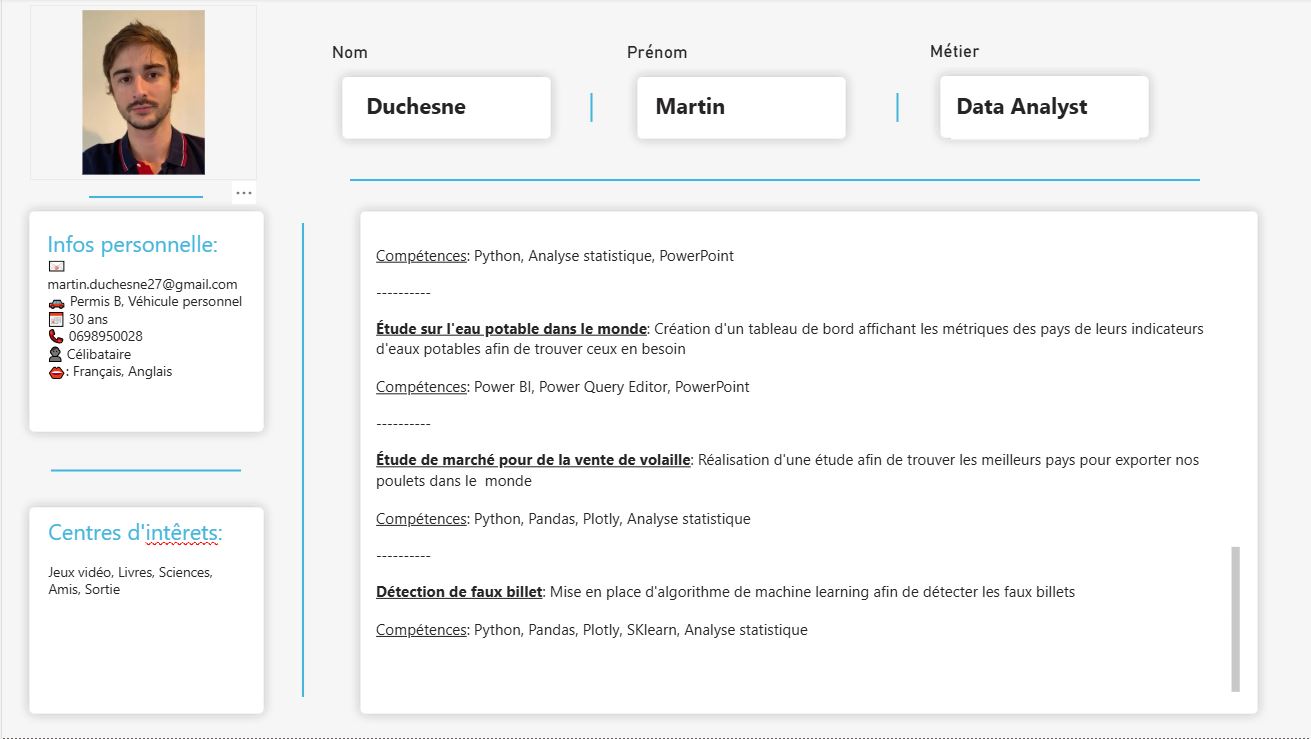 Nom
Prénom
Métier
Duchesne
Martin
Data Analyst
Infos personnelle:
martin.duchesne27@gmail.com
Permis B, Véhicule personnel
30 ans
0698950028
Célibataire
: Français, Anglais
Centres d'intêrets:
Jeux vidéo, Livres, Sciences,
Amis, Sortie
Compétences: Python, Analyse statistique, PowerPoint
----------
Étude sur l'eau potable dans le monde: Création d'un tableau de bord affichant les métriques des pays de leurs indicateurs
d'eaux potables afin de trouver ceux en besoin
Compétences: Power BI, Power Query Editor, PowerPoint
----------
Étude de marché pour de la vente de volaille: Réalisation d'une étude afin de trouver les meilleurs pays pour exporter nos
poulets dans le  monde
Compétences: Python, Pandas, Plotly, Analyse statistique
----------
Détection de faux billet: Mise en place d'algorithme de machine learning afin de détecter les faux billets
Compétences: Python, Pandas, Plotly, SKlearn, Analyse statistique